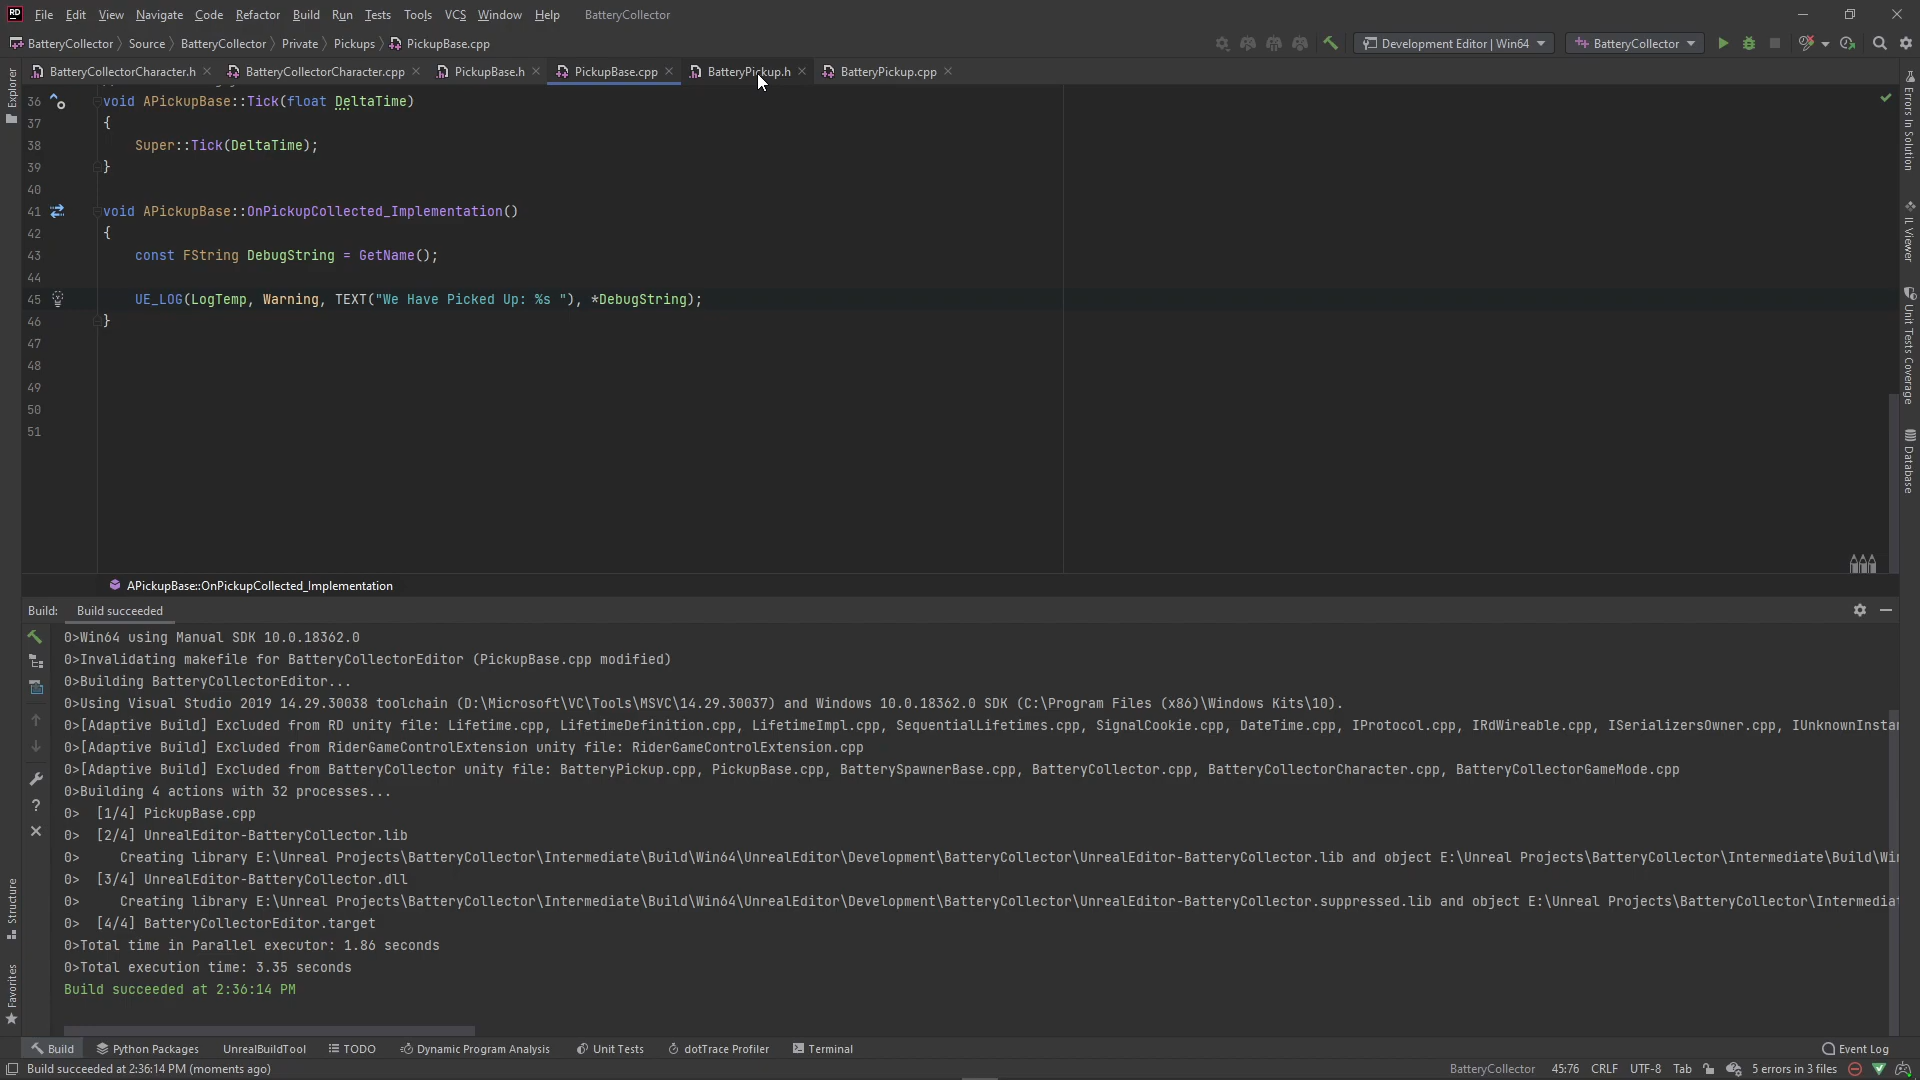 RD File Edit View Navigate Code Refactor Build Run Tests Tools VCS Window Help BatteryCollector
BatteryCollector Source BatteryCollector Private Pickups PickupBase.cpp Development Editor | Win64 BatteryCollector
BatteryCollectorCharacter.h BatteryCollectorCharacter.cpp PickupBase.h PickupBase.cpp BatteryPickup.h BatteryPickup.cpp
36 void APickupBase::Tick(float DeltaTime)
37 {
38 Super::Tick(DeltaTime);
39 }
40
41 void APickupBase::OnPickupCollected_Implementation()
42 {
43 const FString DebugString = GetName();
44
45 UE_LOG(LogTemp, Warning, TEXT("We Have Picked Up: %s "), *DebugString);
46 }
47
48
49
50
51
APickupBase::OnPickupCollected_Implementation
Build: Build succeeded
0>Win64 using Manual SDK 10.0.18362.0
0>Invalidating makefile for BatteryCollectorEditor (PickupBase.cpp modified)
0>Building BatteryCollectorEditor...
0>Using Visual Studio 2019 14.29.30038 toolchain (D:\Microsoft\VC\Tools\MSVC\14.29.30037) and Windows 10.0.18362.0 SDK (C:\Program Files (x86)\Windows Kits\10).
0>[Adaptive Build] Excluded from RD unity file: Lifetime.cpp, LifetimeDefinition.cpp, LifetimeImpl.cpp, SequentialLifetimes.cpp, SignalCookie.cpp, DateTime.cpp, IProtocol.cpp, IRdWireable.cpp, ISerializersOwner.cpp, IUnknownInsta
0>[Adaptive Build] Excluded from RiderGameControlExtension unity file: RiderGameControlExtension.cpp
0>[Adaptive Build] Excluded from BatteryCollector unity file: BatteryPickup.cpp, PickupBase.cpp, BatterySpawnerBase.cpp, BatteryCollector.cpp, BatteryCollectorCharacter.cpp, BatteryCollectorGameMode.cpp
0>Building 4 actions with 32 processes...
0> [1/4] PickupBase.cpp
0> [2/4] UnrealEditor-BatteryCollector.lib
0> Creating library E:\Unreal Projects\BatteryCollector\Intermediate\Build\Win64\UnrealEditor\Development\BatteryCollector\UnrealEditor-BatteryCollector.lib and object E:\Unreal Projects\BatteryCollector\Intermediate\Build\Wi
0> [3/4] UnrealEditor-BatteryCollector.dll
0> Creating library E:\Unreal Projects\BatteryCollector\Intermediate\Build\Win64\UnrealEditor\Development\BatteryCollector\UnrealEditor-BatteryCollector.suppressed.lib and object E:\Unreal Projects\BatteryCollector\Intermedia
0> [4/4] BatteryCollectorEditor.target
0>Total time in Parallel executor: 1.86 seconds
0>Total execution time: 3.35 seconds
Build succeeded at 2:36:14 PM
Build Python Packages UnrealBuildTool TODO Dynamic Program Analysis Unit Tests dotTrace Profiler Terminal Event Log
Build succeeded at 2:36:14 PM (moments ago) BatteryCollector 45:76 CRLF UTF-8 Tab 5 errors in 3 files
Explorer
Structure
Favorites
Errors In Solution
IL Viewer
Unit Tests Coverage
Database